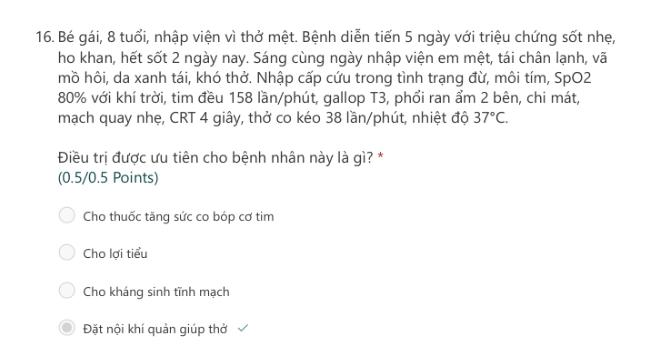 16. Bé gái, 8 tuổi, nhập viện vì thở mệt. Bệnh diễn tiến 5 ngày với triệu chứng sốt nhẹ,
ho khan, hết sốt 2 ngày nay. Sáng cùng ngày nhập viện em mệt, tái chân lạnh, vã
mồ hôi, da xanh tái, khó thở. Nhập cấp cứu trong tình trạng đừ, môi tím, SpO2
80% với khí trời, tim đều 158 lần/phút, gallop T3, phổi ran ẩm 2 bên, chi mát,
mạch quay nhẹ, CRT 4 giây, thở co kéo 38 lần/phút, nhiệt độ 37°C.
Điều trị được ưu tiên cho bệnh nhân này là gì? *
(0.5/0.5 Points)
Cho thuốc tăng sức co bóp cơ tim
Cho lợi tiểu
Cho kháng sinh tĩnh mạch
Đặt nội khí quản giúp thở